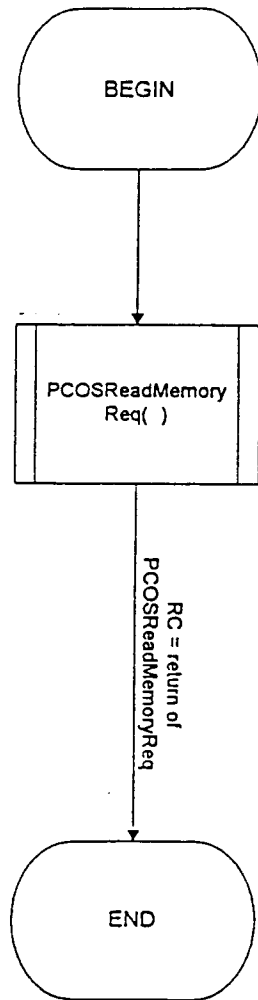 BEGIN
PCOSReadMemory
Req( )
RC = return of
PCOSReadMemoryReq
END